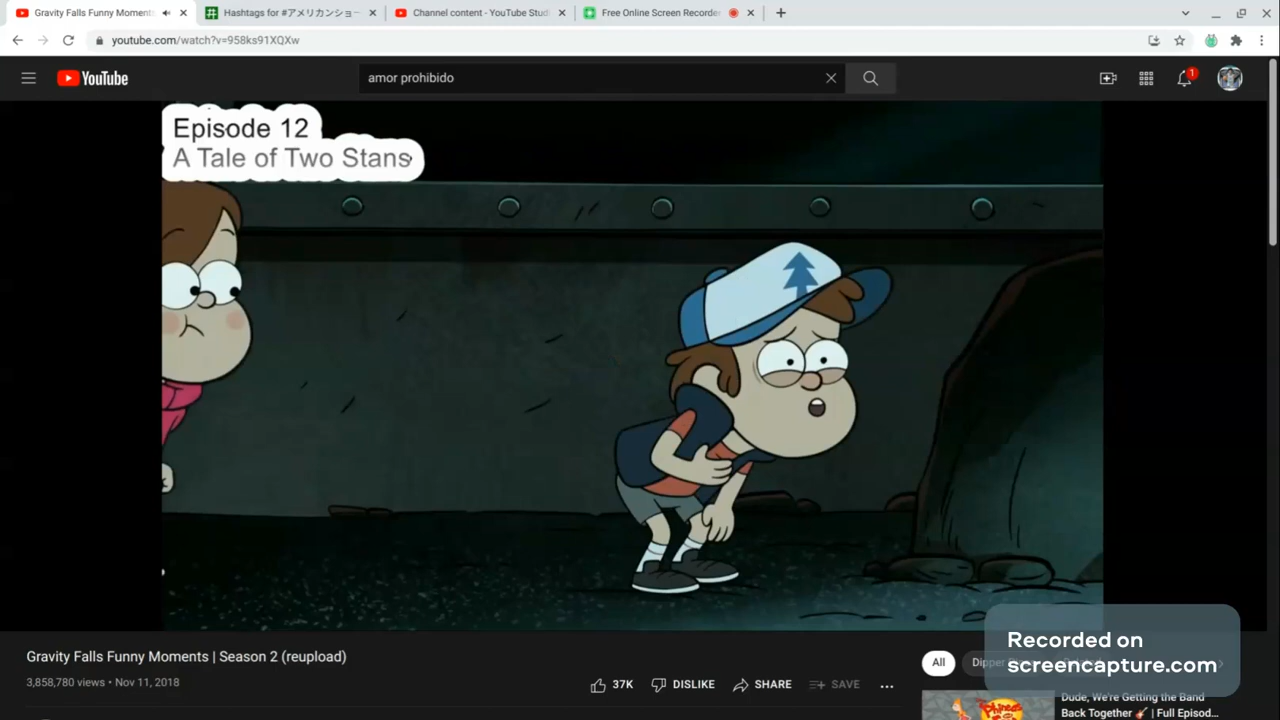 Gravity Falls Funny Moments
Hashtags for #アメリカンショー
Channel content - YouTube Stud
Free Online Screen Recorder
youtube.com/watch?v=958ks91XQXw
YouTube
amor prohibido
1
Episode 12
A Tale of Two Stans
Recorded on
screencapture.com
Gravity Falls Funny Moments | Season 2 (reupload)
3,858,780 views • Nov 11, 2018
37K
DISLIKE
SHARE
SAVE
All
Dipper
Dude, We're Getting the Band
Back Together 🎸 | Full Episod...